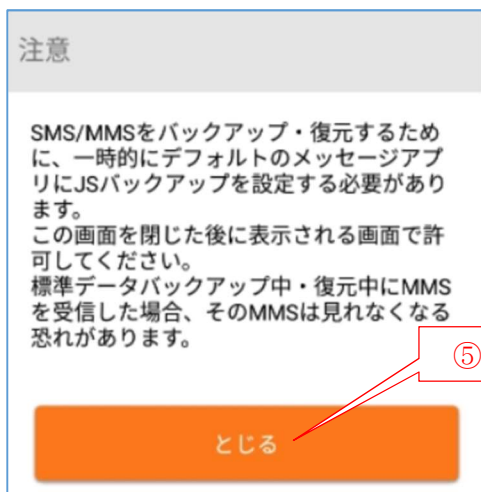 注意
SMS/MMSをバックアップ・復元するため
に、一時的にデフォルトのメッセージアプ
リにJSバックアップを設定する必要があり
ます。
この画面を閉じた後に表示される画面で許
可してください。
標準データバックアップ中・復元中にMMS
を受信した場合、そのMMSは見れなくなる
恐れがあります。
⑤
とじる